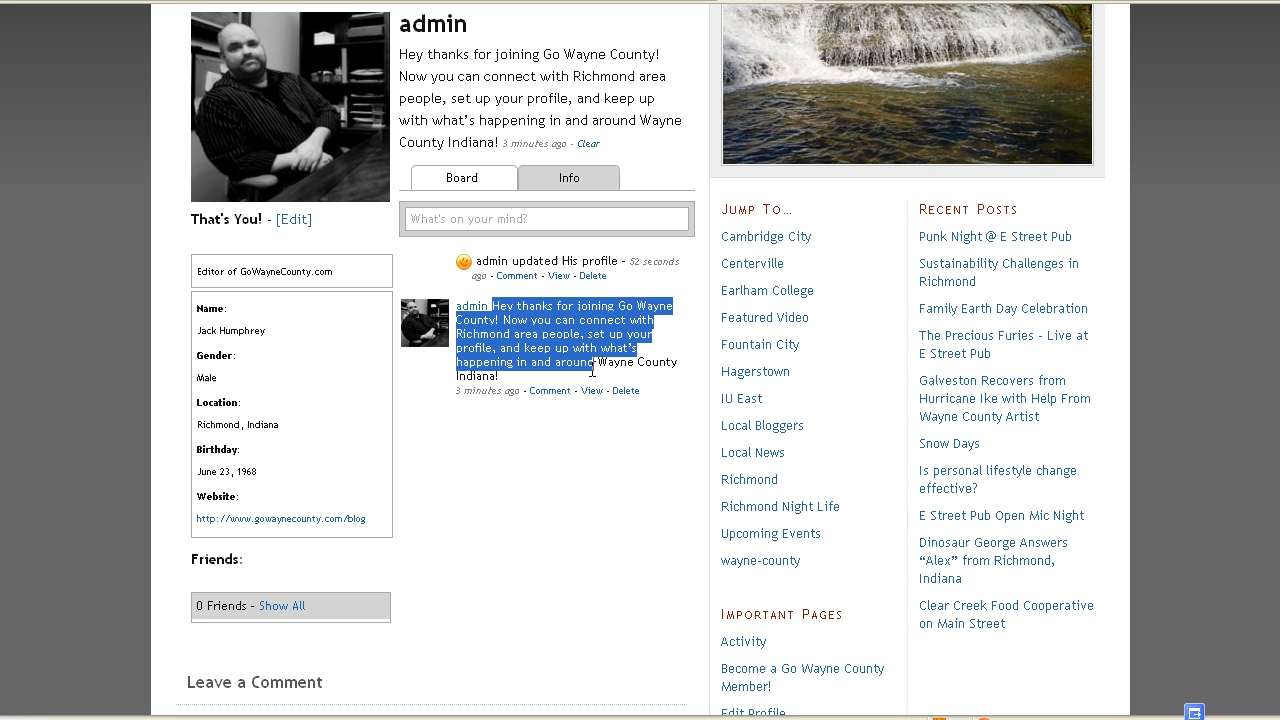 admin
Hey thanks for joining Go Wayne County!
Now you can connect with Richmond area
people, set up your profile, and keep up
with what's happening in and around Wayne
County Indiana! 3 minutes ago - Clear
Board
Info
What's on your mind?
That's You! - [Edit]
Editor of GoWayneCounty.com
Name:
Jack Humphrey
Gender:
Male
Location:
Richmond, Indiana
Birthday:
June 23, 1968
Website:
http://www.gowaynecounty.com/blog
Friends:
0 Friends - Show All
admin updated His profile - 52 seconds
ago - Comment - View - Delete
admin Hey thanks for joining Go Wayne
County! Now you can connect with
Richmond area people, set up your
profile, and keep up with what's
happening in and around Wayne County
Indiana!
3 minutes ago - Comment - View - Delete
Leave a Comment
Jump To...
Cambridge City
Centerville
Earlham College
Featured Video
Fountain City
Hagerstown
IU East
Local Bloggers
Local News
Richmond
Richmond Night Life
Upcoming Events
wayne-county
Important Pages
Activity
Become a Go Wayne County
Member!
Edit Profile
Recent Posts
Punk Night @ E Street Pub
Sustainability Challenges in
Richmond
Family Earth Day Celebration
The Precious Furies - Live at
E Street Pub
Galveston Recovers from
Hurricane Ike with Help From
Wayne County Artist
Snow Days
Is personal lifestyle change
effective?
E Street Pub Open Mic Night
Dinosaur George Answers
“Alex” from Richmond,
Indiana
Clear Creek Food Cooperative
on Main Street